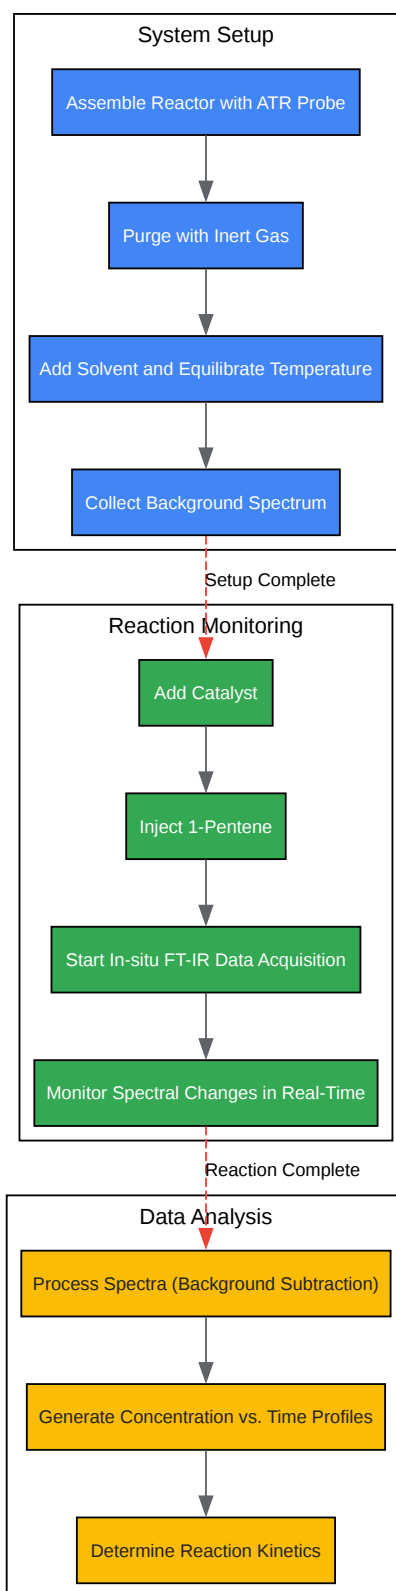 System Setup
Assemble Reactor with ATR Probe
Purge with Inert Gas
Add Solvent and Equilibrate Temperature
Collect Background Spectrum
Setup Complete
Reaction Monitoring
Add Catalyst
Inject 1-Pentene
Start In-situ FT-IR Data Acquisition
Monitor Spectral Changes in Real-Time
Reaction Complete
Data Analysis
Process Spectra (Background Subtraction)
Generate Concentration vs. Time Profiles
Determine Reaction Kinetics